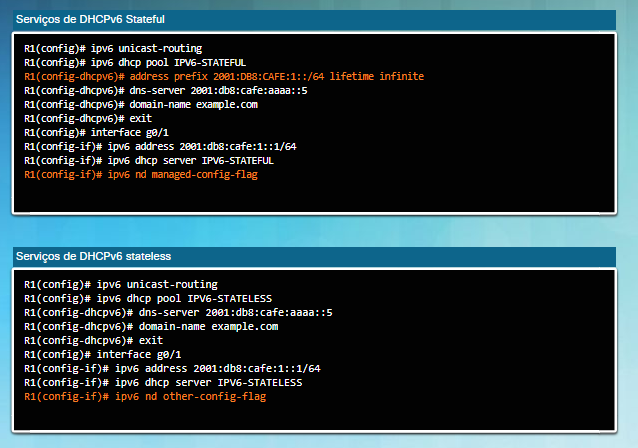 Serviços de DHCPv6 Stateful
R1(config)# ipv6 unicast-routing
R1(config)# ipv6 dhcp pool IPV6-STATEFUL
R1(config-dhcpv6)# address prefix 2001:DB8:CAFE:1::/64 lifetime infinite
R1(config-dhcpv6)# dns-server 2001:db8:cafe:aaaa::5
R1(config-dhcpv6)# domain-name example.com
R1(config-dhcpv6)# exit
R1(config)# interface g0/1
R1(config-if)# ipv6 address 2001:db8:cafe:1::1/64
R1(config-if)# ipv6 dhcp server IPV6-STATEFUL
R1(config-if)# ipv6 nd managed-config-flag
Serviços de DHCPv6 stateless
R1(config)# ipv6 unicast-routing
R1(config)# ipv6 dhcp pool IPV6-STATELESS
R1(config-dhcpv6)# dns-server 2001:db8:cafe:aaaa::5
R1(config-dhcpv6)# domain-name example.com
R1(config-dhcpv6)# exit
R1(config)# interface g0/1
R1(config-if)# ipv6 address 2001:db8:cafe:1::1/64
R1(config-if)# ipv6 dhcp server IPV6-STATELESS
R1(config-if)# ipv6 nd other-config-flag